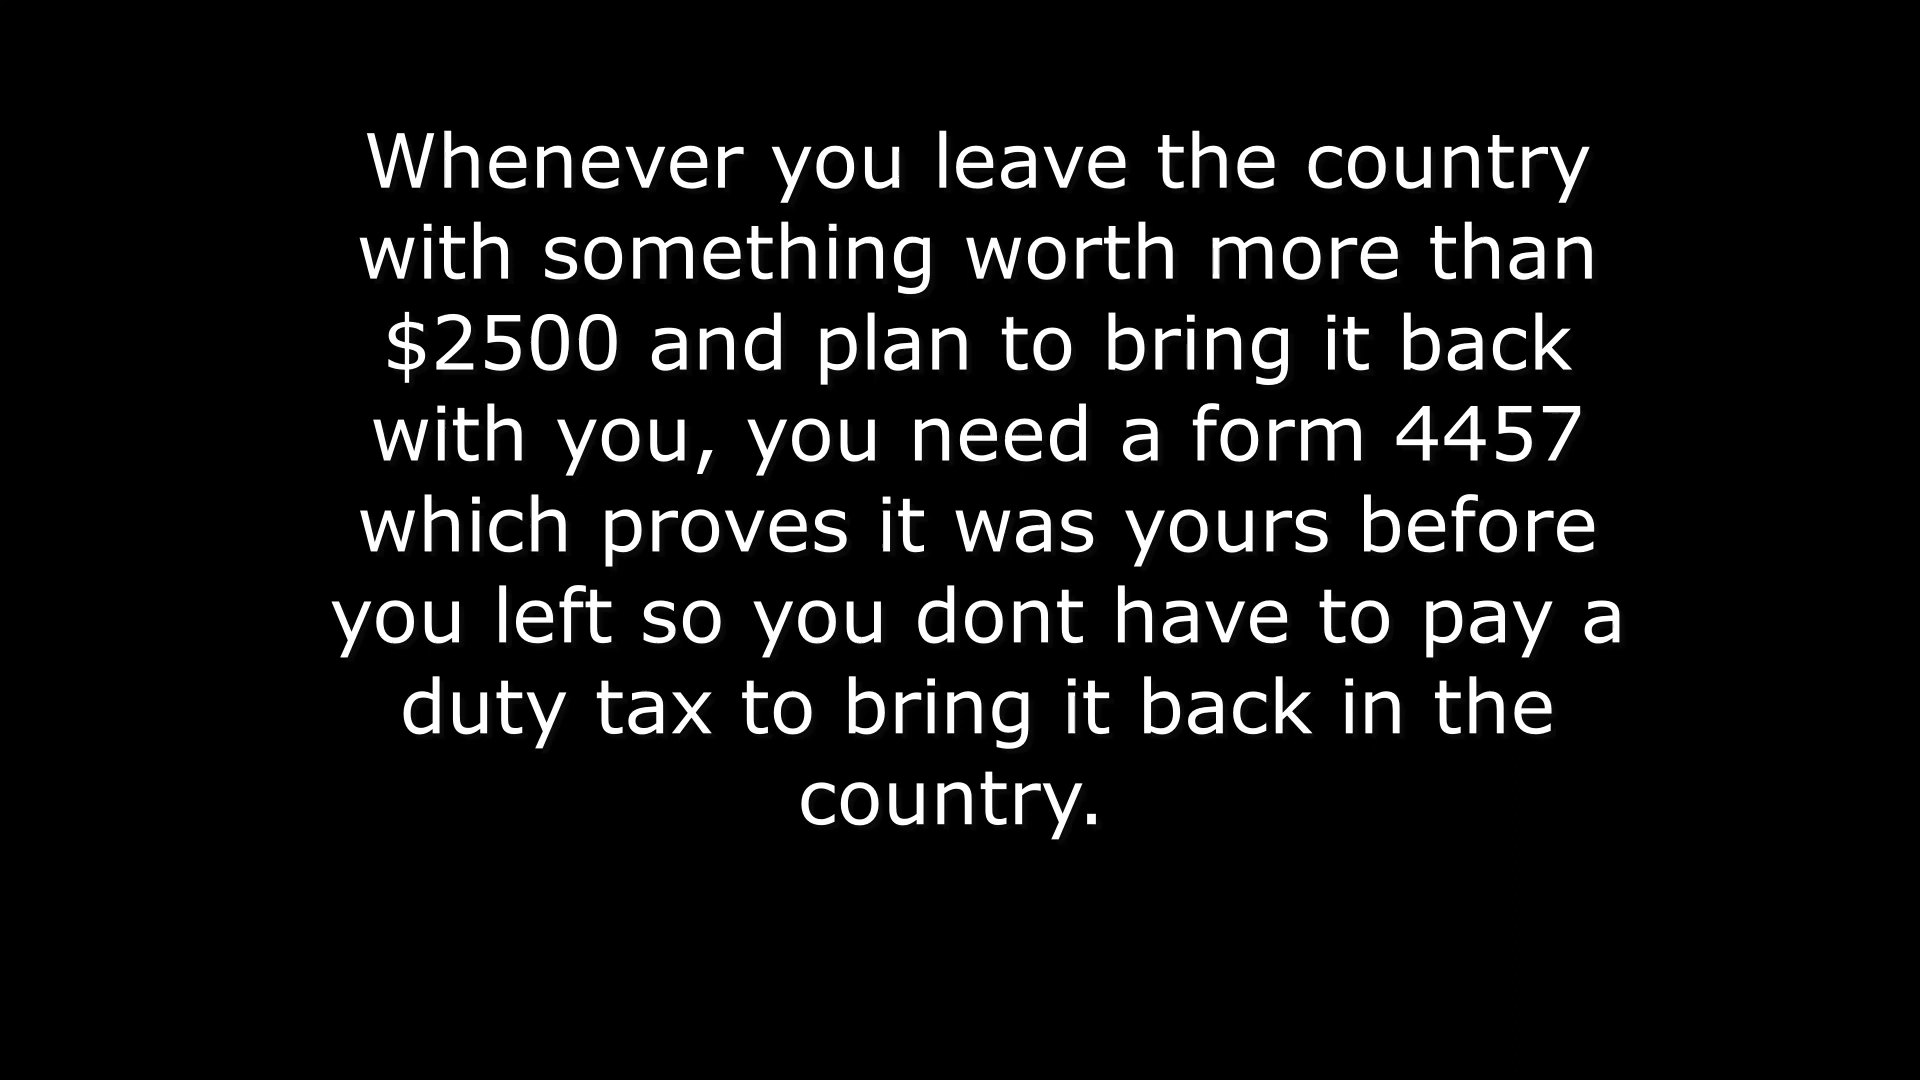 Whenever you leave the country
with something worth more than
$2500 and plan to bring it back
with you, you need a form 4457
which proves it was yours before
you left so you dont have to pay a
duty tax to bring it back in the
country.